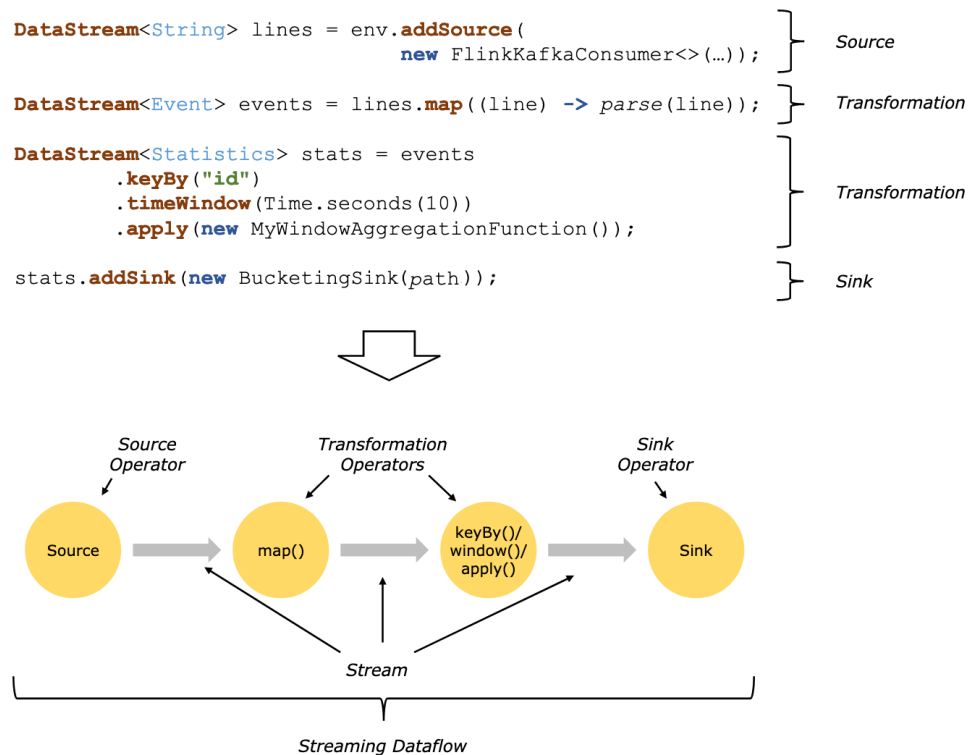 DataStream<String> lines = env.addSource(
new FlinkKafkaConsumer<>(…));
Source
DataStream<Event> events = lines.map((line) -> parse(line));
Transformation
DataStream<Statistics> stats = events
.keyBy("id")
.timeWindow(Time.seconds(10))
.apply(new MyWindowAggregationFunction());
Transformation
stats.addSink(new BucketingSink(path));
Sink
Source
Operator
Transformation
Operators
Sink
Operator
Source
map()
keyBy()/
window()/
apply()
Sink
Stream
Streaming Dataflow